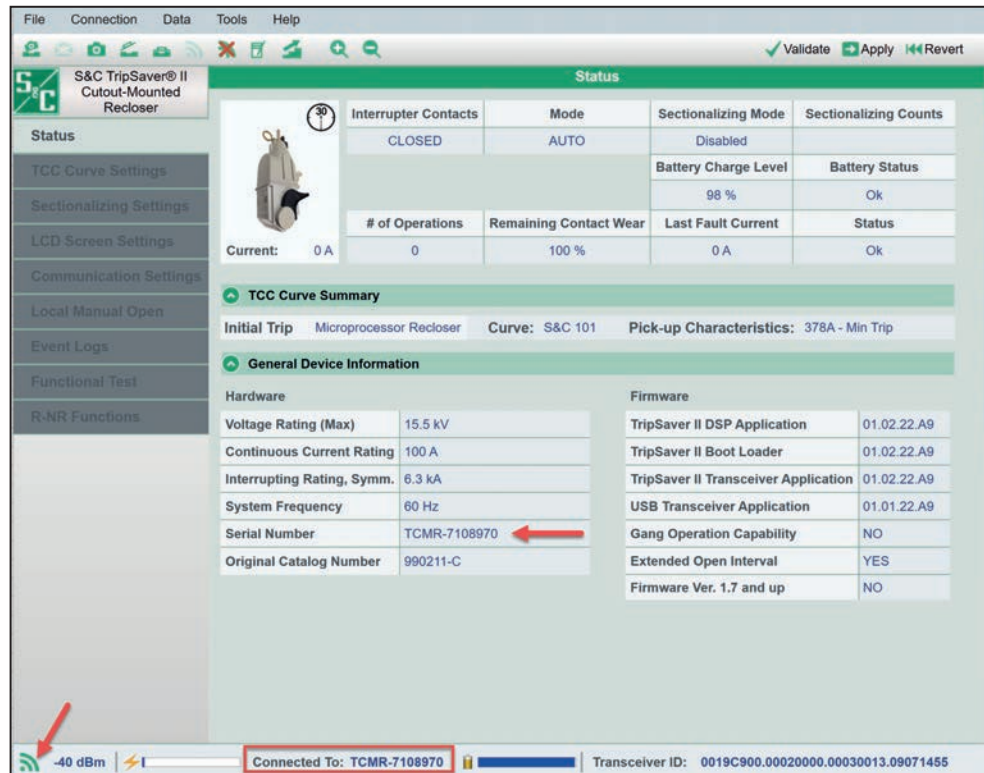 File Connection Data Tools Help
Validate Apply Revert
S&C
S&C TripSaver® II
Cutout-Mounted
Recloser
Status
TCC Curve Settings
Sectionalizing Settings
LCD Screen Settings
Communication Settings
Local Manual Open
Event Logs
Functional Test
R-NR Functions
Status
30
Current: 0 A
Interrupter Contacts Mode Sectionalizing Mode Sectionalizing Counts
CLOSED AUTO Disabled
Battery Charge Level Battery Status
98 % Ok
# of Operations Remaining Contact Wear Last Fault Current Status
0 100 % 0 A Ok
TCC Curve Summary
Initial Trip Microprocessor Recloser Curve: S&C 101 Pick-up Characteristics: 378A - Min Trip
General Device Information
Hardware
Voltage Rating (Max) 15.5 kV
Continuous Current Rating 100 A
Interrupting Rating, Symm. 6.3 kA
System Frequency 60 Hz
Serial Number TCMR-7108970
Original Catalog Number 990211-C
Firmware
TripSaver II DSP Application 01.02.22.A9
TripSaver II Boot Loader 01.02.22.A9
TripSaver II Transceiver Application 01.02.22.A9
USB Transceiver Application 01.01.22.A9
Gang Operation Capability NO
Extended Open Interval YES
Firmware Ver. 1.7 and up NO
-40 dBm Connected To: TCMR-7108970 Transceiver ID: 0019C900.00020000.00030013.09071455